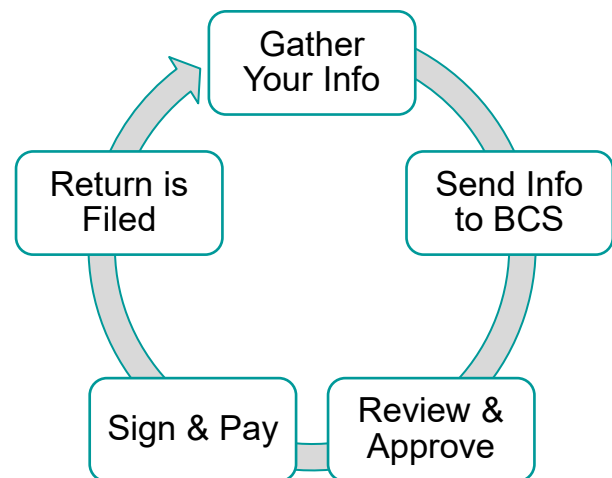 Gather
Your Info
Send Info
to BCS
Review &
Approve
Sign & Pay
Return is
Filed